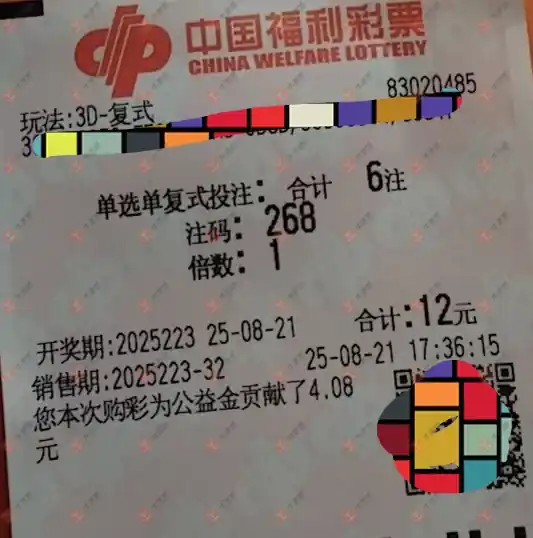 中国福利彩票
CHINA WELFARE LOTTERY
83020485
玩法:3D-复式
单选单复式投注: 合计 6注
注码: 268
倍数: 1
开奖期:2025223 25-08-21 合计:12元
销售期:2025223-32 25-08-21 17:36:15
您本次购彩为公益金贡献了4.08
元